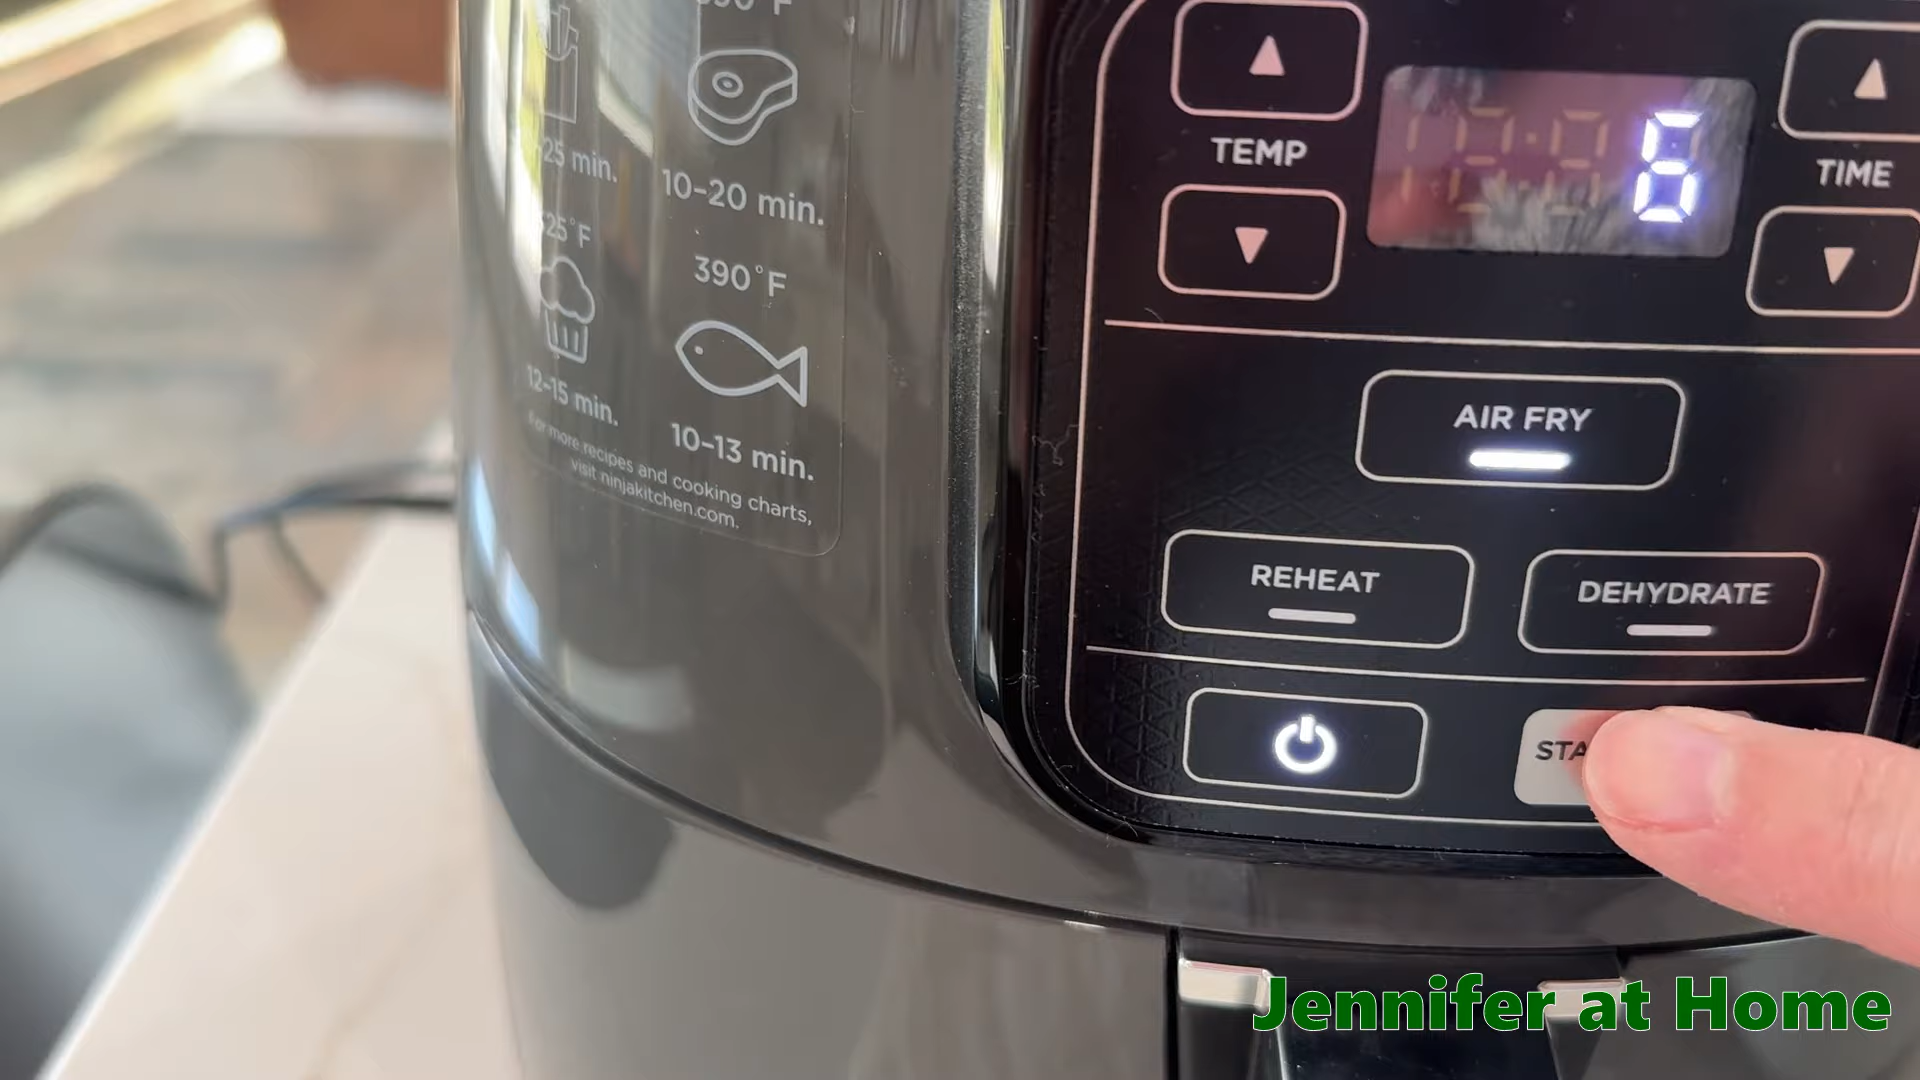 25 min.
10-20 min.
25°F
390°F
12-15 min.
10-13 min.
For more recipes and cooking charts,
visit ninjakitchen.com.
TEMP
6
TIME
AIR FRY
REHEAT
DEHYDRATE
STA
Jennifer at Home